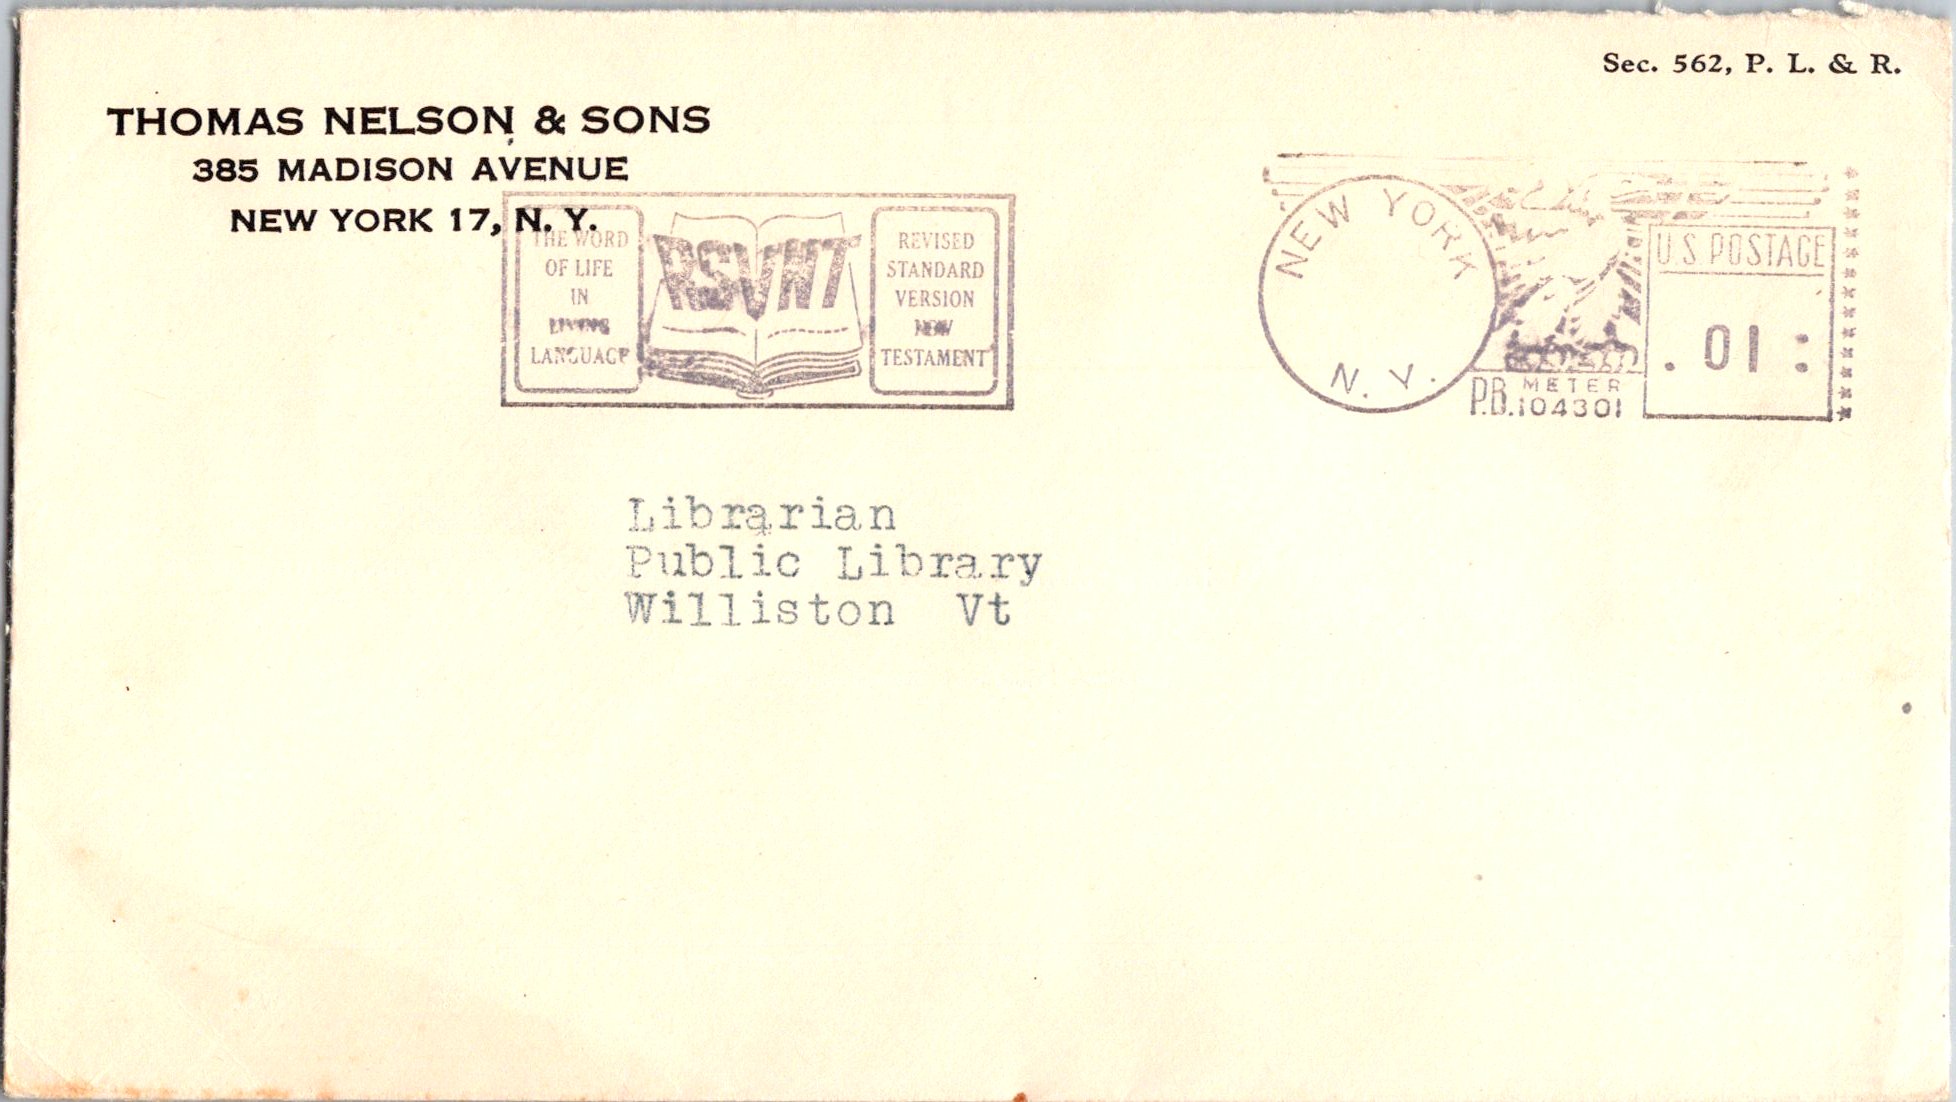 Sec. 562, P. L. & R.
THOMAS NELSON & SONS
385 MADISON AVENUE
NEW YORK 17, N. Y.
THE WORD
OF LIFE
IN
LIVING
LANGUAGE
RSVNT
REVISED
STANDARD
VERSION
NEW
TESTAMENT
NEW YORK
N. Y.
P.B. METER
104301
U.S. POSTAGE
.01:
Librarian
Public Library
Williston Vt